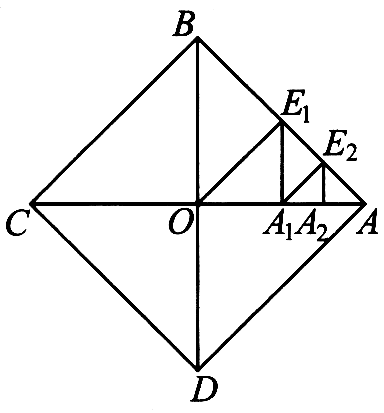 B
E₁
E₂
C O A₁ A₂ A
D